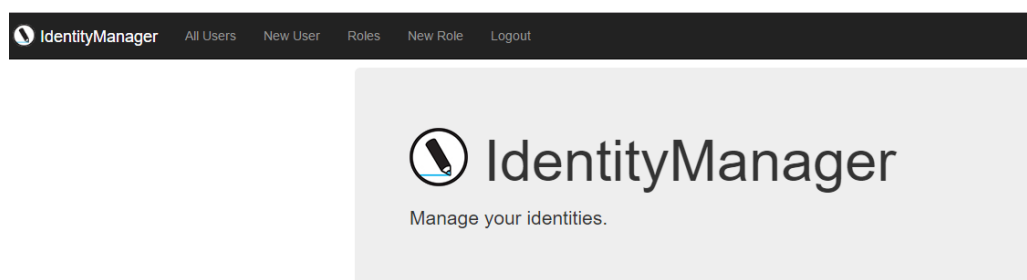 IdentityManager All Users New User Roles New Role Logout
IdentityManager
Manage your identities.